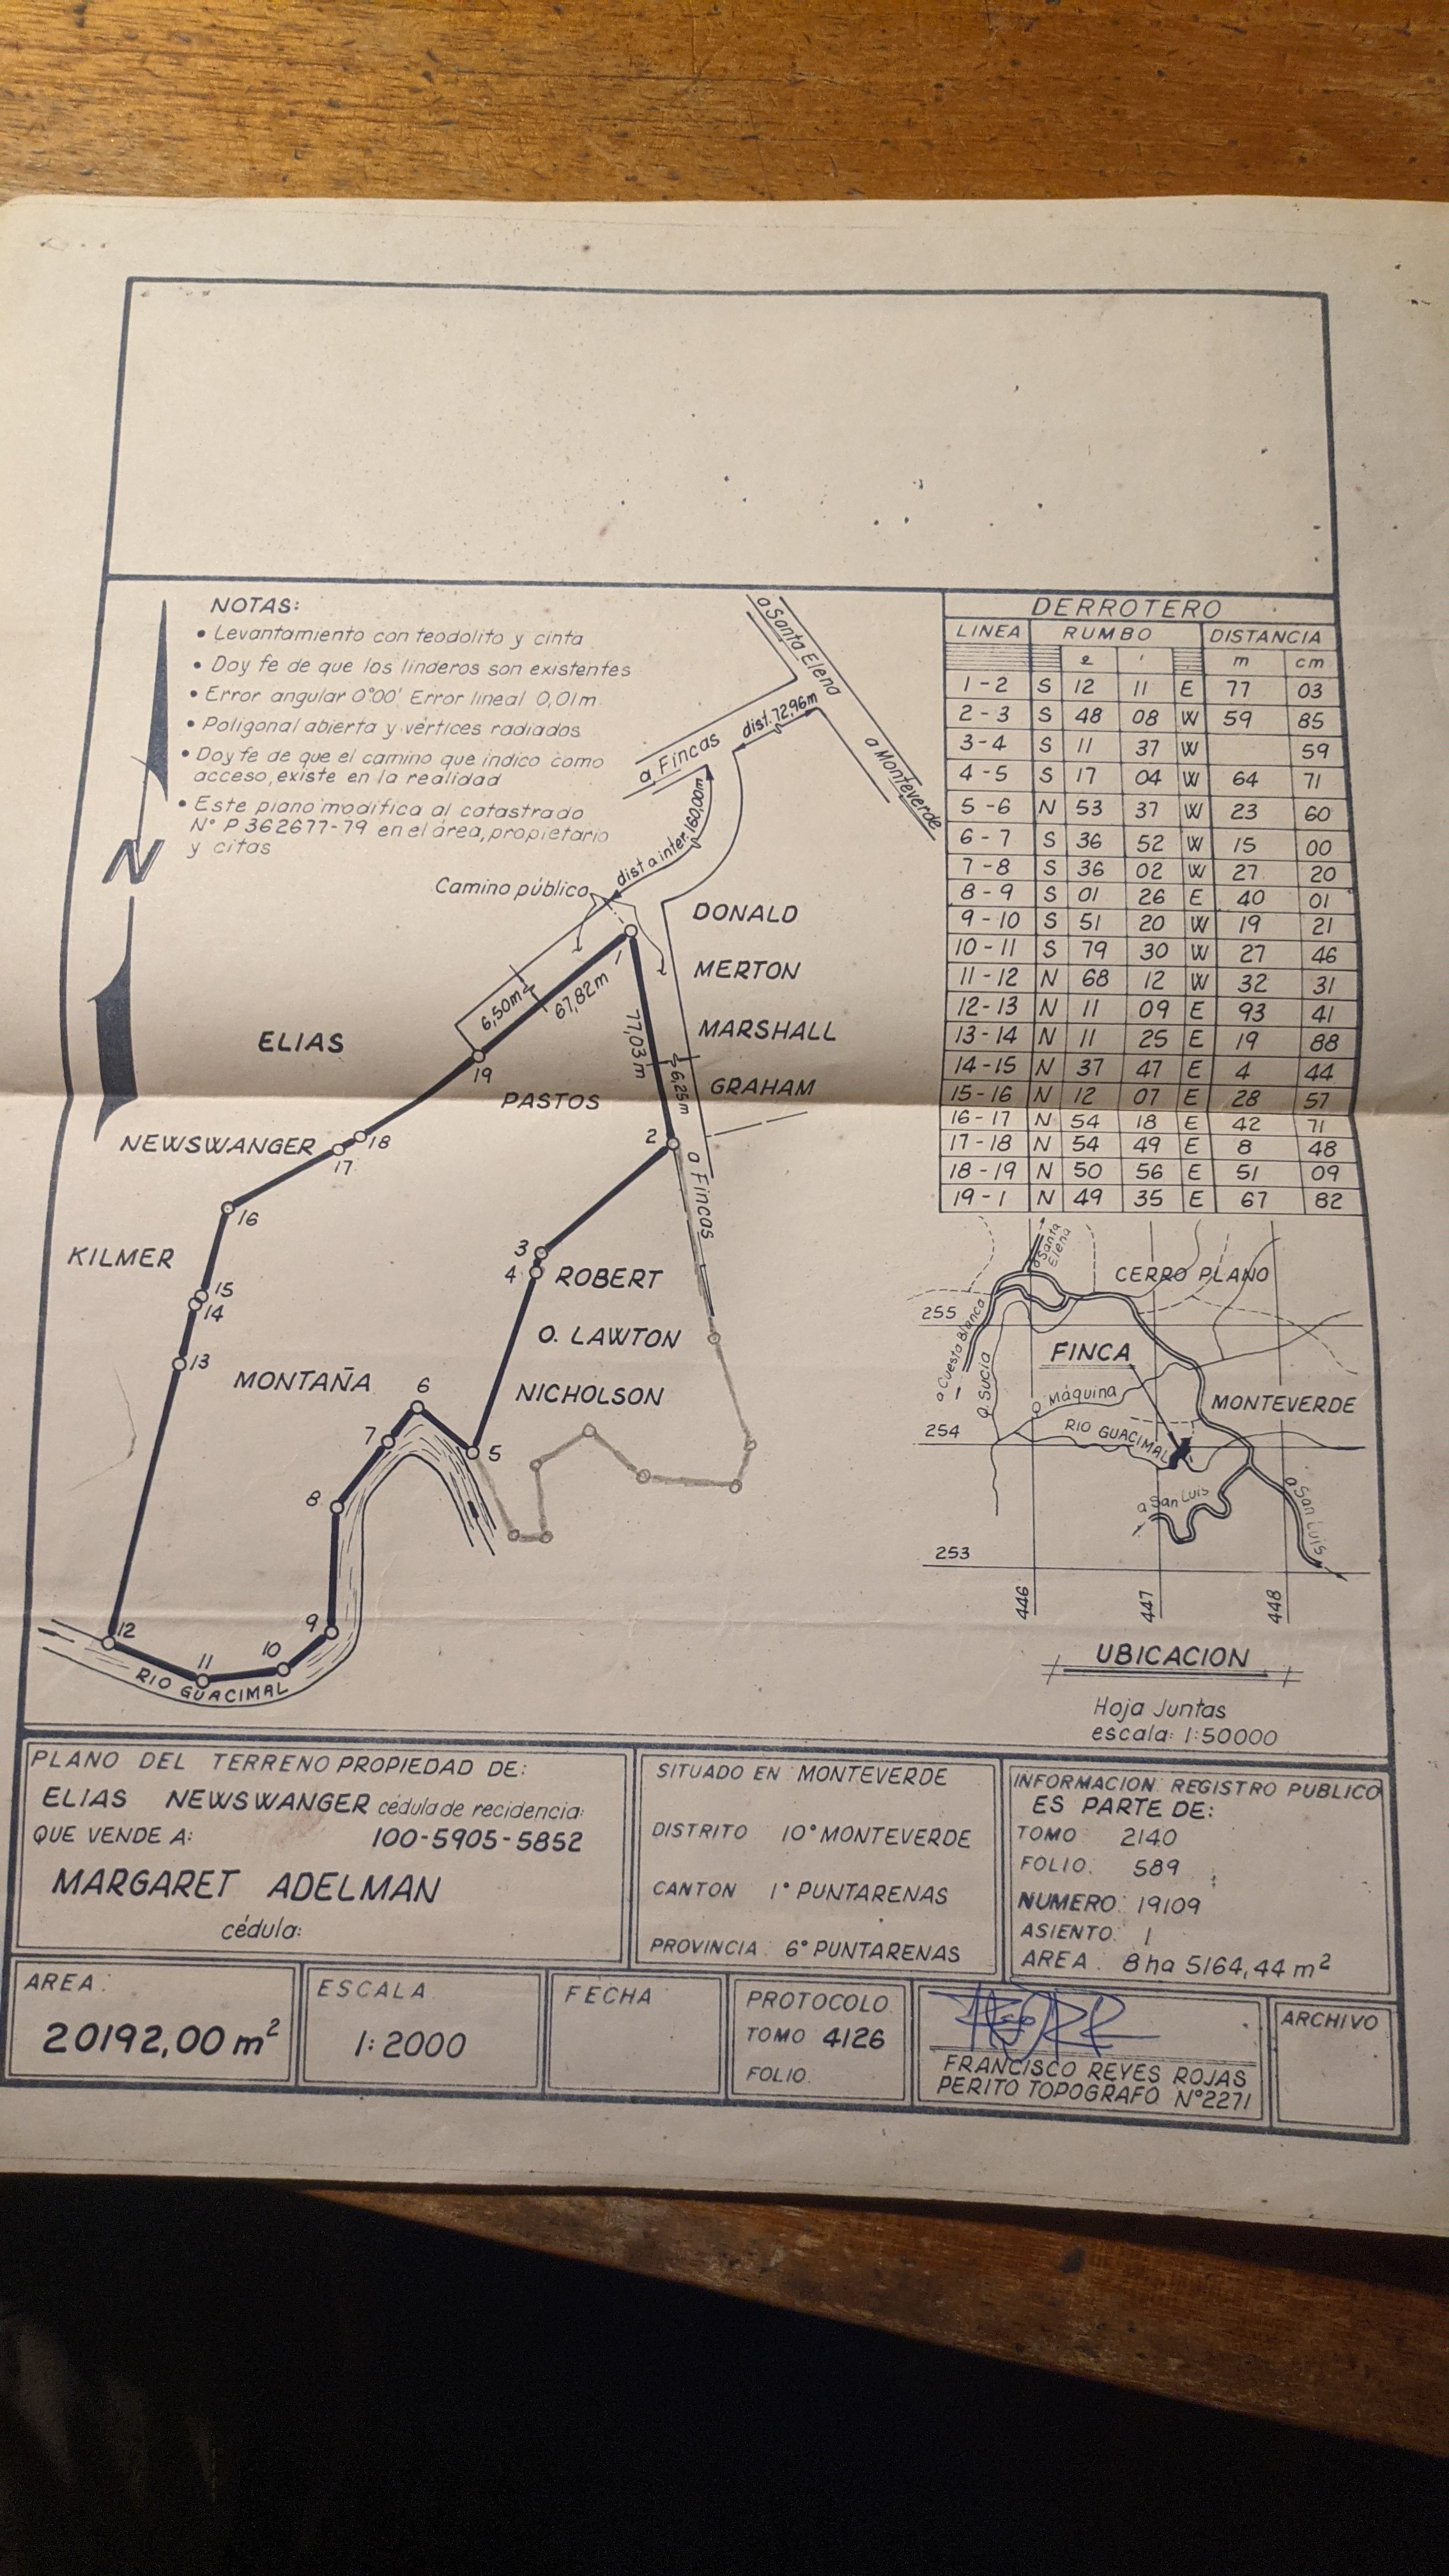 NOTAS:
• Levantamiento con teodolito y cinta
• Doy fe de que los linderos son existentes
• Error angular 0°00' Error lineal 0,01m
• Poligonal abierta y vértices radiados
• Doy fe de que el camino que indico como
acceso, existe en la realidad
• Este plano modifica al catastrado
N° P 362677-79 en el área, propietario
y citas
N
a Santa Elena
dist. 72,96m
a Fincas
a Monteverde
dist a inter. 160,00m
Camino público
DONALD
MERTON
MARSHALL
GRAHAM
1
6,50m
67,82m
77,03 m
6,25m
ELIAS
19
PASTOS
NEWSWANGER
18
17
2
a Fincas
16
KILMER
3
4
ROBERT
15
14
O. LAWTON
13
MONTAÑA
NICHOLSON
6
7
5
8
9
12
10
11
RIO GUACIMAL
DERROTERO
LINEA RUMBO DISTANCIA
° ' m cm
1-2 S 12 11 E 77 03
2-3 S 48 08 W 59 85
3-4 S 11 37 W 59
4-5 S 17 04 W 64 71
5-6 N 53 37 W 23 60
6-7 S 36 52 W 15 00
7-8 S 36 02 W 27 20
8-9 S 01 26 E 40 01
9-10 S 51 20 W 19 21
10-11 S 79 30 W 27 46
11-12 N 68 12 W 32 31
12-13 N 11 09 E 93 41
13-14 N 11 25 E 19 88
14-15 N 37 47 E 4 44
15-16 N 12 07 E 28 57
16-17 N 54 18 E 42 71
17-18 N 54 49 E 8 48
18-19 N 50 56 E 51 09
19-1 N 49 35 E 67 82
a Santa Elena
CERRO PLANO
255
a Cuesta Blanca
FINCA
Q. Sucia
Q Máquina
MONTEVERDE
254
RIO GUACIMAL
a San Luis
a San Luis
253
446
447
448
UBICACION
Hoja Juntas
escala: 1:50000
PLANO DEL TERRENO PROPIEDAD DE:
ELIAS NEWSWANGER cédula de recidencia:
QUE VENDE A: 100-5905-5852
MARGARET ADELMAN
cédula:
SITUADO EN MONTEVERDE
DISTRITO 10° MONTEVERDE
CANTON 1° PUNTARENAS
PROVINCIA: 6° PUNTARENAS
INFORMACION REGISTRO PUBLICO
ES PARTE DE:
TOMO 2140
FOLIO: 589
NUMERO: 19109
ASIENTO: 1
AREA: 8 ha 5164,44 m²
AREA:
20192,00 m²
ESCALA
1:2000
FECHA
PROTOCOLO
TOMO 4126
FOLIO.
FRANCISCO REYES ROJAS
PERITO TOPOGRAFO N°2271
ARCHIVO